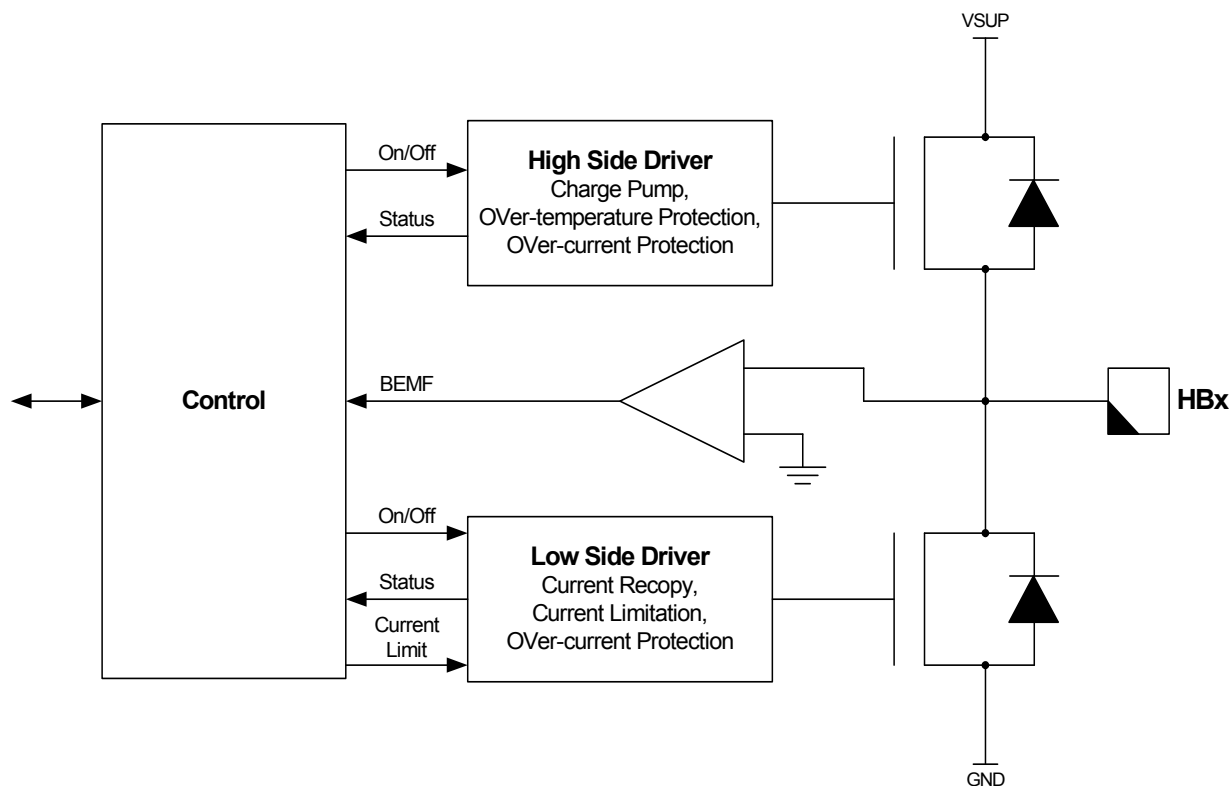 VSUP
On/Off
High Side Driver
Charge Pump,
OVer-temperature Protection,
OVer-current Protection
Status
BEMF
Control
HBx
On/Off
Low Side Driver
Current Recopy,
Current Limitation,
OVer-current Protection
Status
Current
Limit
GND